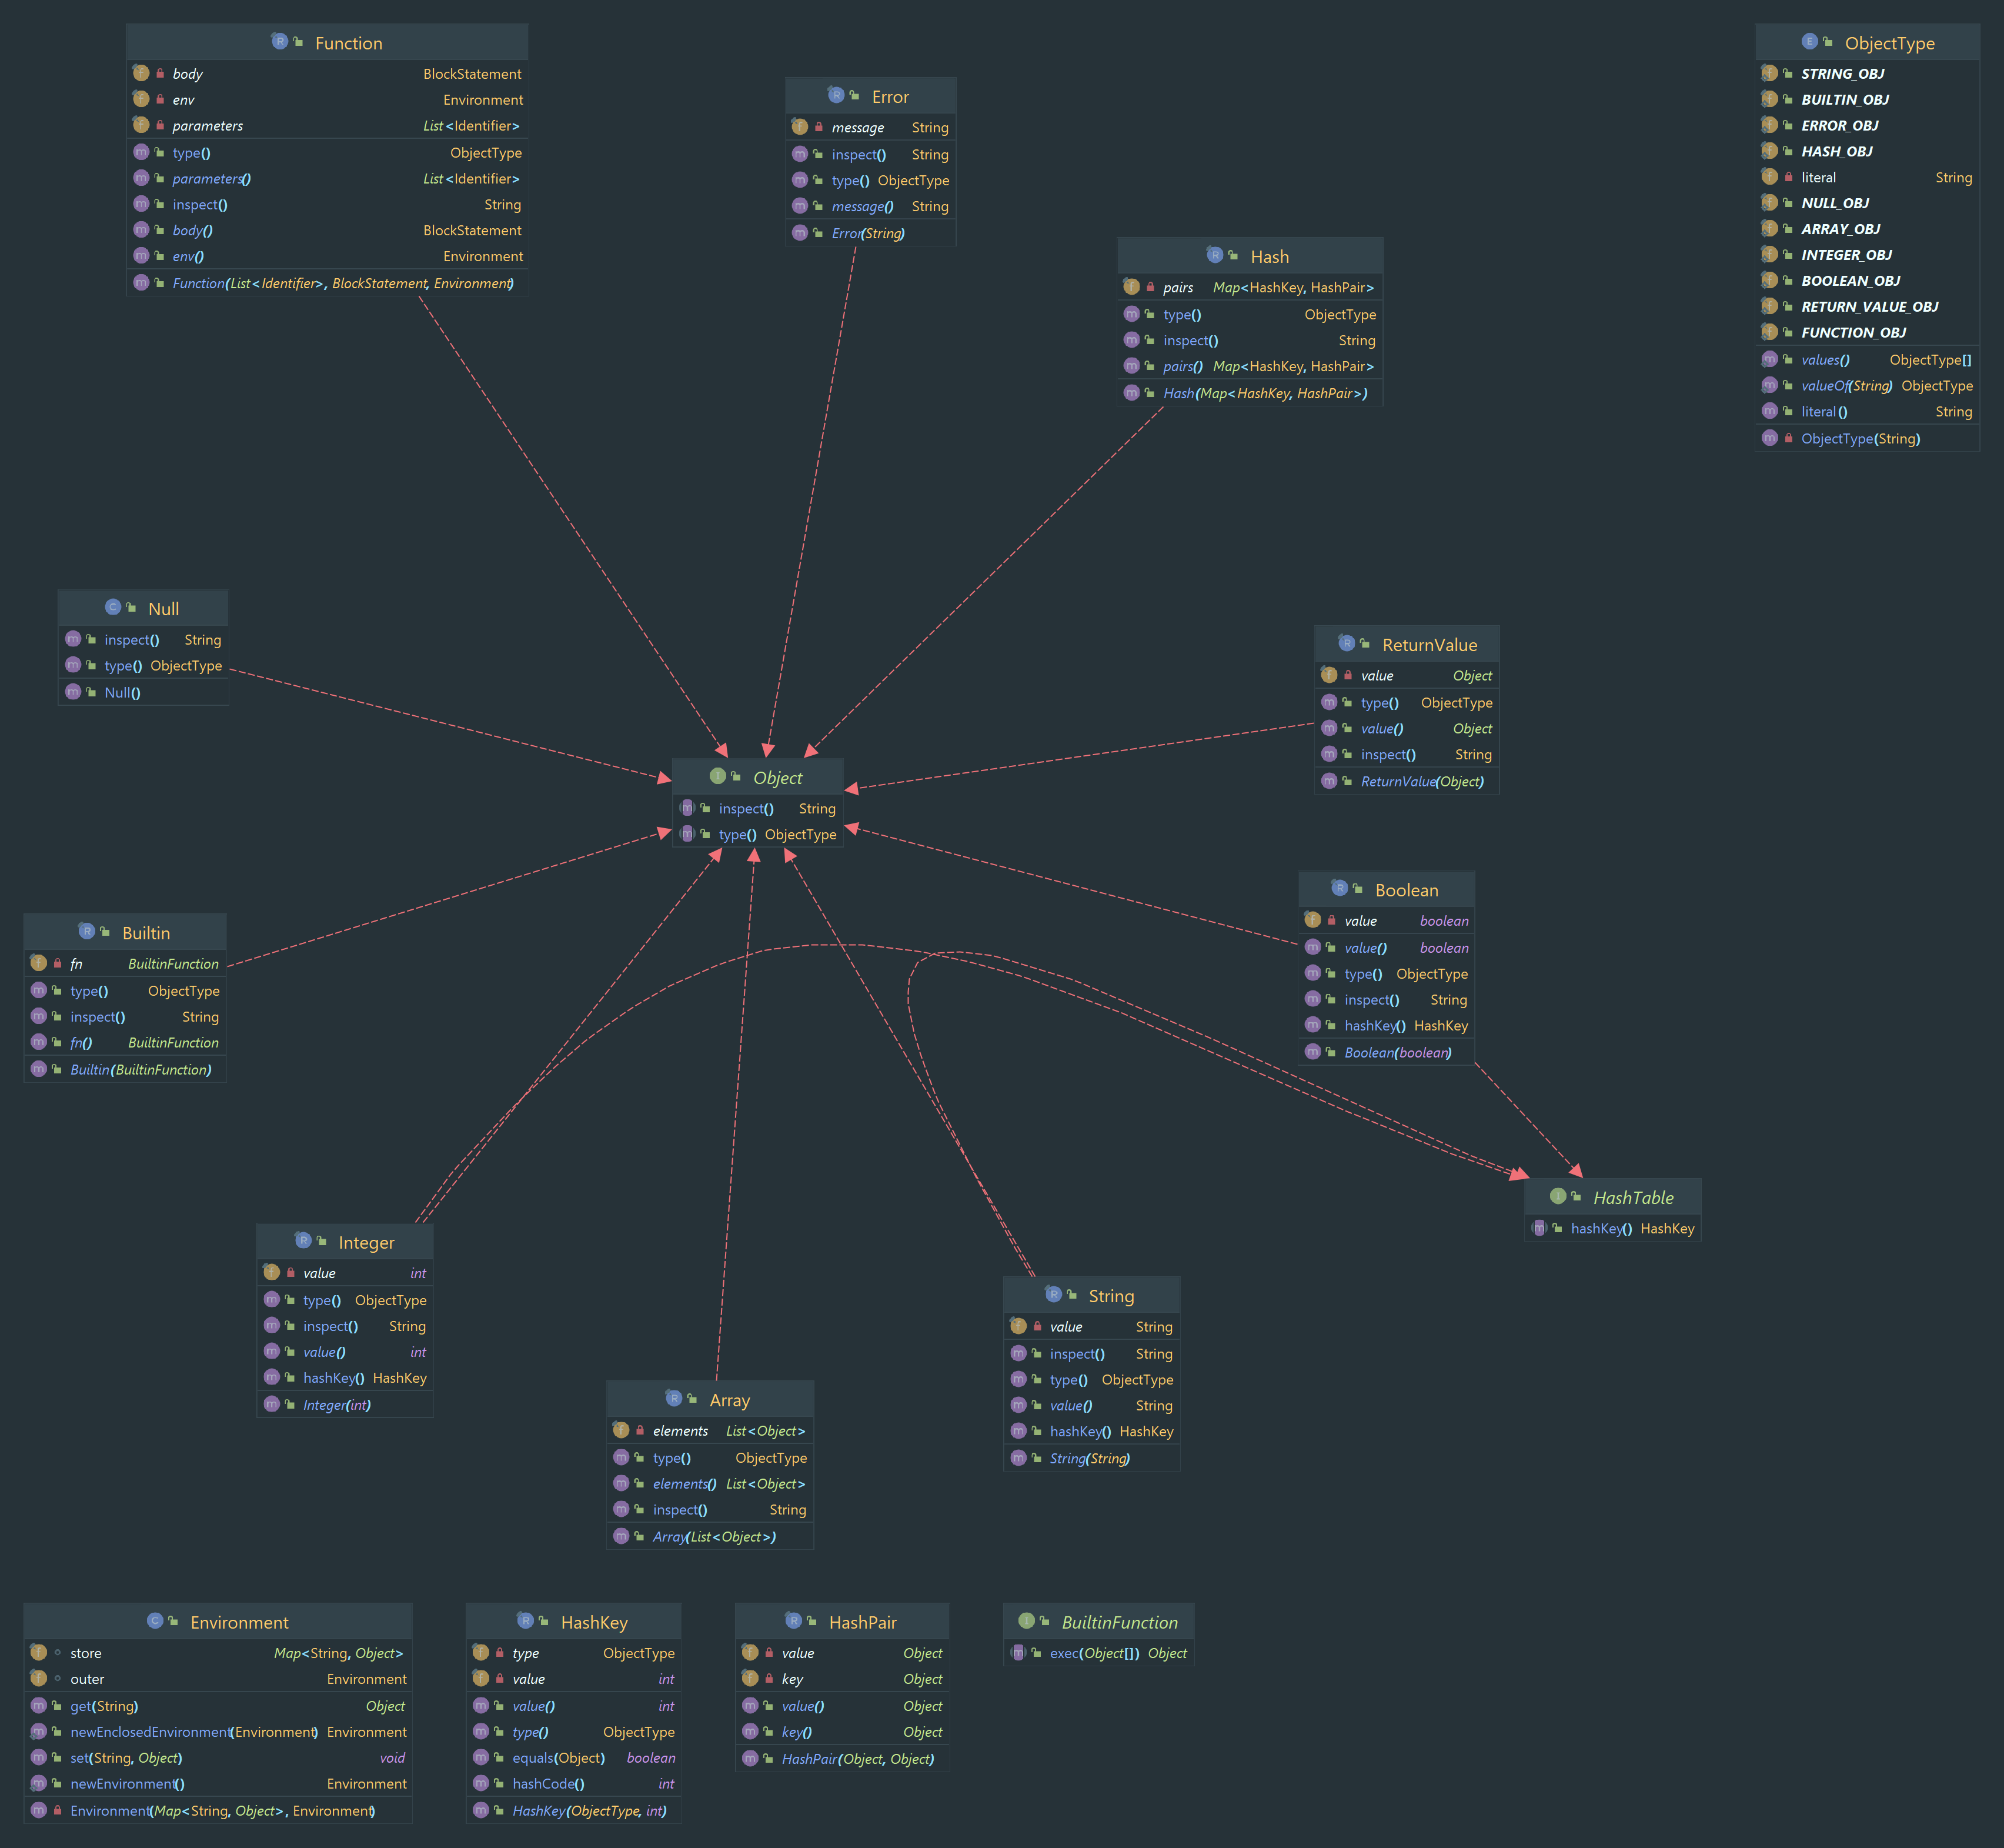 Function
body BlockStatement
env Environment
parameters List<Identifier>
type() ObjectType
parameters() List<Identifier>
inspect() String
body() BlockStatement
env() Environment
Function(List<Identifier>, BlockStatement, Environment)
Error
message String
inspect() String
type() ObjectType
message() String
Error(String)
Hash
pairs Map<HashKey, HashPair>
type() ObjectType
inspect() String
pairs() Map<HashKey, HashPair>
Hash(Map<HashKey, HashPair>)
ObjectType
STRING_OBJ
BUILTIN_OBJ
ERROR_OBJ
HASH_OBJ
literal String
NULL_OBJ
ARRAY_OBJ
INTEGER_OBJ
BOOLEAN_OBJ
RETURN_VALUE_OBJ
FUNCTION_OBJ
values() ObjectType[]
valueOf(String) ObjectType
literal() String
ObjectType(String)
Null
inspect() String
type() ObjectType
Null()
ReturnValue
value Object
type() ObjectType
value() Object
inspect() String
ReturnValue(Object)
Object
inspect() String
type() ObjectType
Builtin
fn BuiltinFunction
type() ObjectType
inspect() String
fn() BuiltinFunction
Builtin(BuiltinFunction)
Boolean
value boolean
value() boolean
type() ObjectType
inspect() String
hashKey() HashKey
Boolean(boolean)
HashTable
hashKey() HashKey
Integer
value int
type() ObjectType
inspect() String
value() int
hashKey() HashKey
Integer(int)
String
value String
inspect() String
type() ObjectType
value() String
hashKey() HashKey
String(String)
Array
elements List<Object>
type() ObjectType
elements() List<Object>
inspect() String
Array(List<Object>)
Environment
store Map<String, Object>
outer Environment
get(String) Object
newEnclosedEnvironment(Environment) Environment
set(String, Object) void
newEnvironment() Environment
Environment(Map<String, Object>, Environment)
HashKey
type ObjectType
value int
value() int
type() ObjectType
equals(Object) boolean
hashCode() int
HashKey(ObjectType, int)
HashPair
value Object
key Object
value() Object
key() Object
HashPair(Object, Object)
BuiltinFunction
exec(Object[]) Object